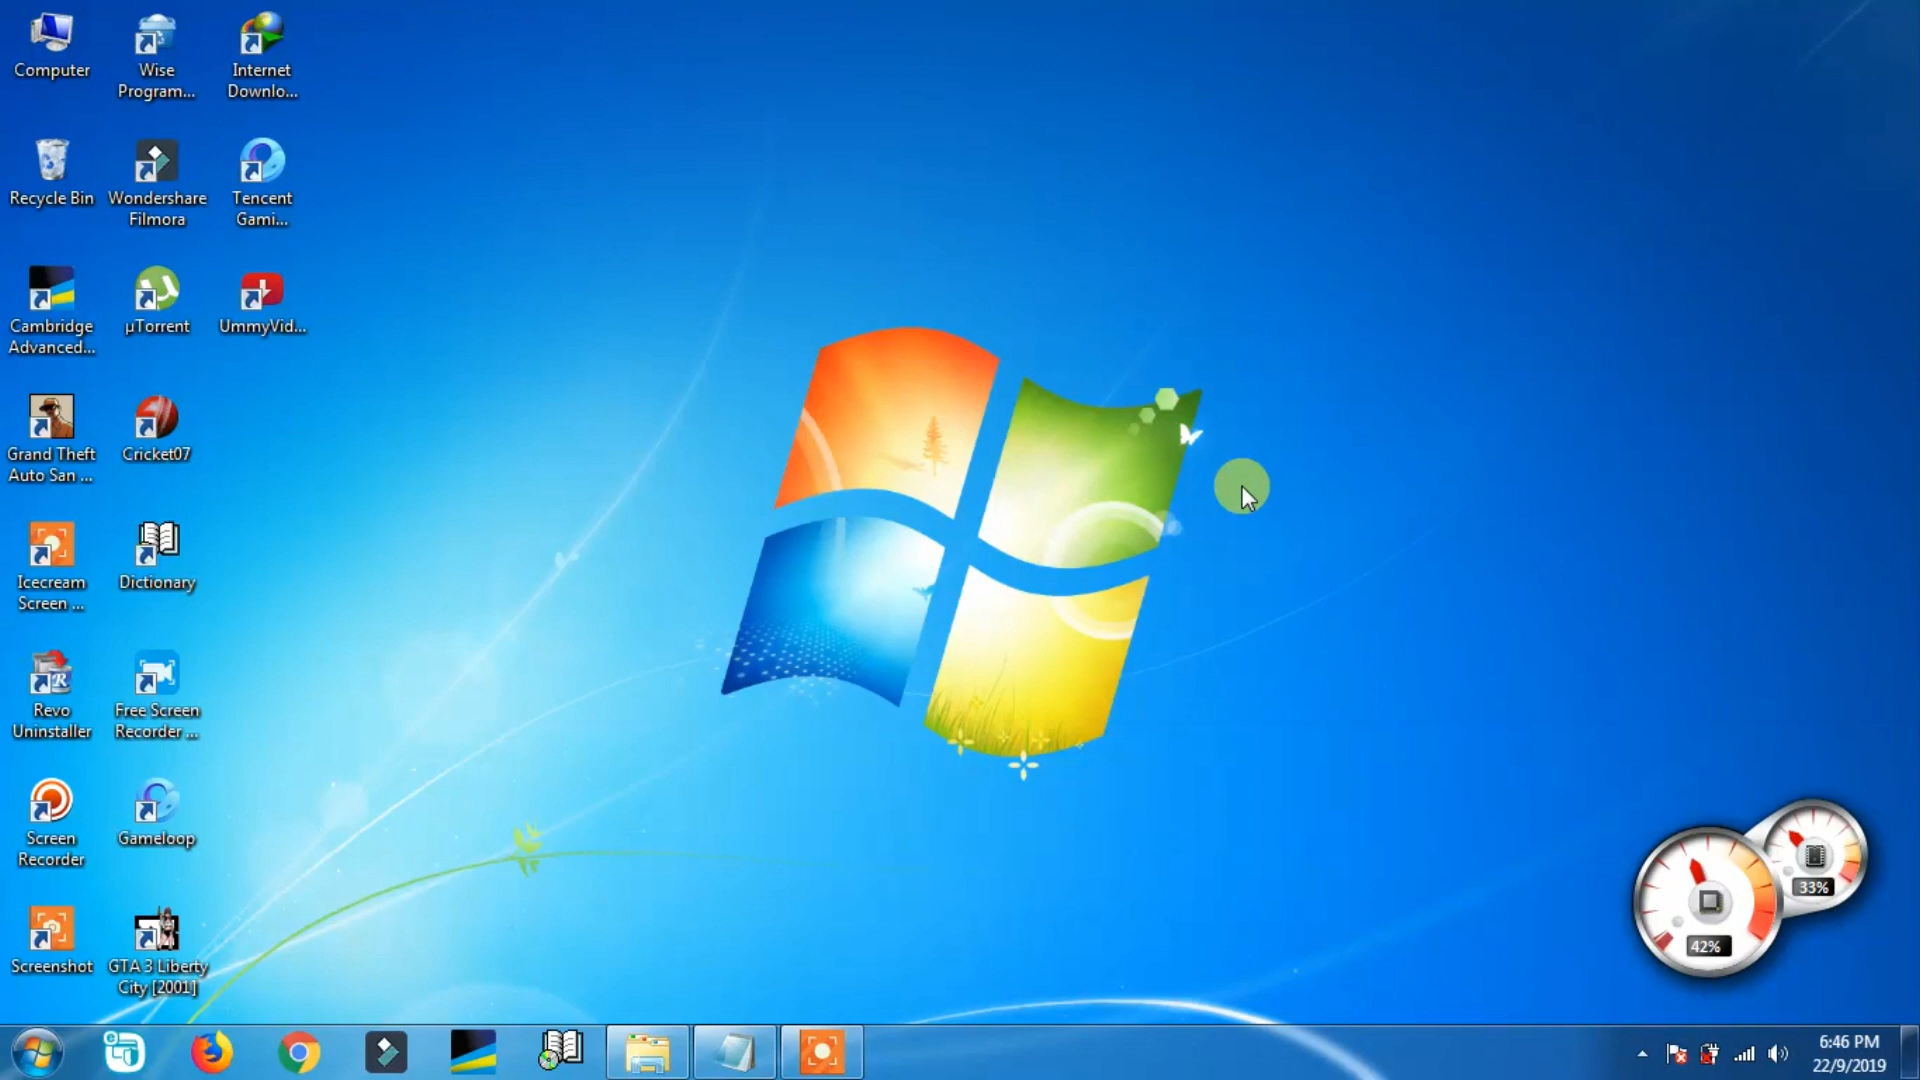 Computer
Wise
Program...
Internet
Downlo...
Recycle Bin
Wondershare
Filmora
Tencent
Gami...
Cambridge
Advanced...
µTorrent
UmmyVid...
Grand Theft
Auto San ...
Cricket07
Icecream
Screen ...
Dictionary
Revo
Uninstaller
Free Screen
Recorder ...
Screen
Recorder
Gameloop
Screenshot
GTA 3 Liberty
City [2001]
33%
42%
6:46 PM
22/9/2019